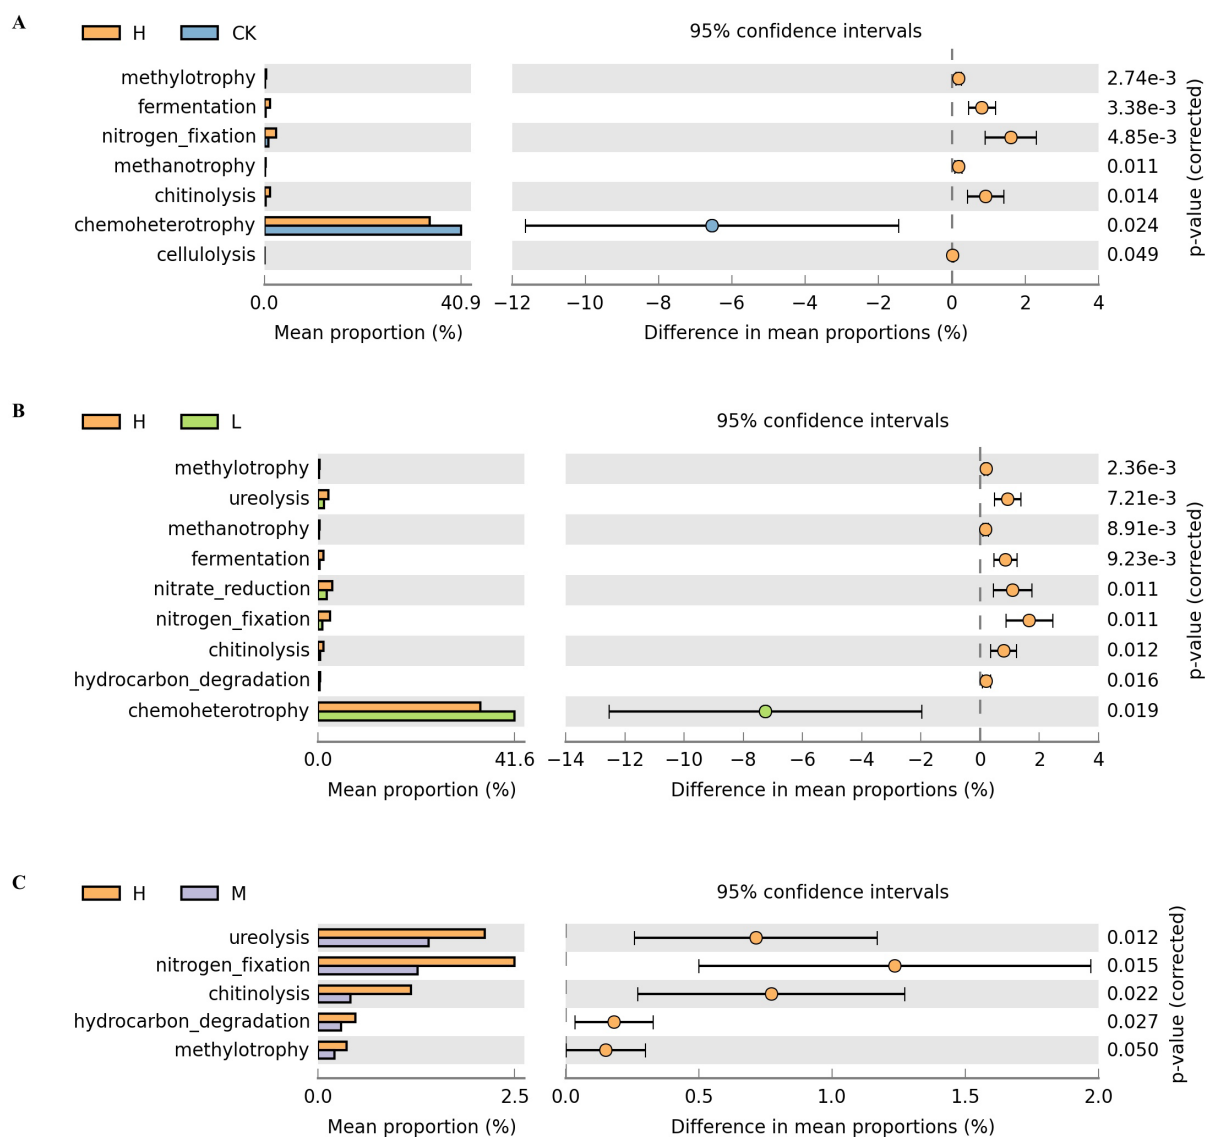 A
H CK
95% confidence intervals
methylotrophy 2.74e-3
fermentation 3.38e-3
nitrogen_fixation 4.85e-3
methanotrophy 0.011
chitinolysis 0.014
chemoheterotrophy 0.024
cellulolysis 0.049
p-value (corrected)
0.0 40.9 −12 −10 −8 −6 −4 −2 0 2 4
Mean proportion (%) Difference in mean proportions (%)
B
H L
95% confidence intervals
methylotrophy 2.36e-3
ureolysis 7.21e-3
methanotrophy 8.91e-3
fermentation 9.23e-3
nitrate_reduction 0.011
nitrogen_fixation 0.011
chitinolysis 0.012
hydrocarbon_degradation 0.016
chemoheterotrophy 0.019
p-value (corrected)
0.0 41.6 −14 −12 −10 −8 −6 −4 −2 0 2 4
Mean proportion (%) Difference in mean proportions (%)
C
H M
95% confidence intervals
ureolysis 0.012
nitrogen_fixation 0.015
chitinolysis 0.022
hydrocarbon_degradation 0.027
methylotrophy 0.050
p-value (corrected)
0.0 2.5 0.0 0.5 1.0 1.5 2.0
Mean proportion (%) Difference in mean proportions (%)